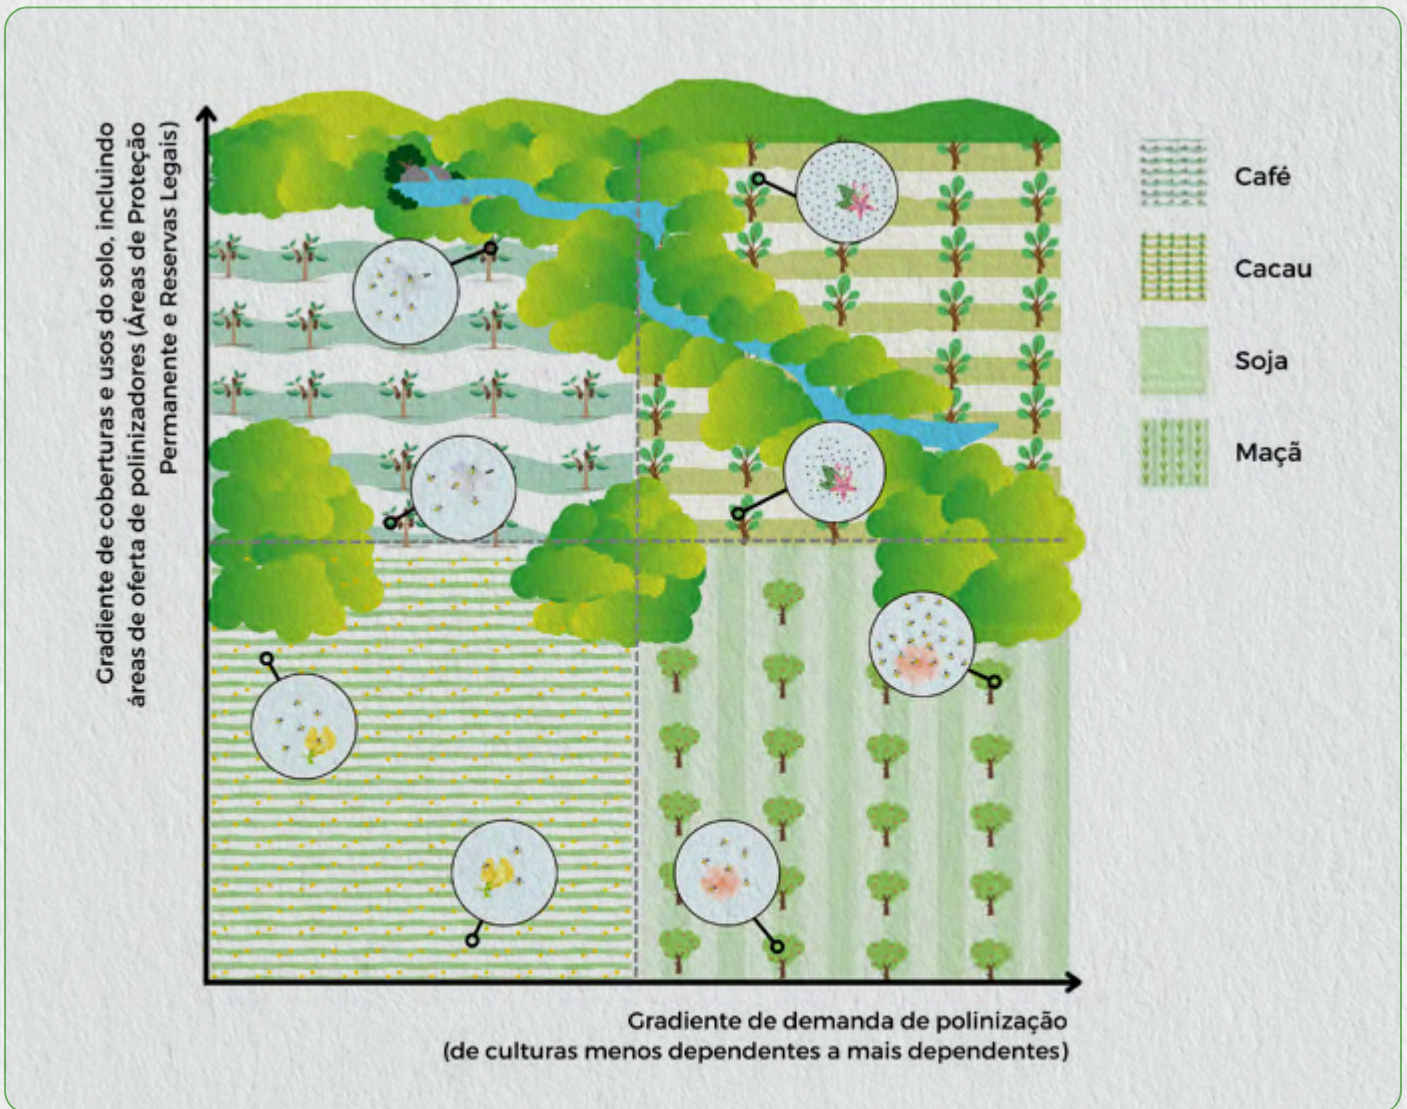 Gradiente de coberturas e usos do solo, incluindo
áreas de oferta de polinizadores (Áreas de Proteção
Permanente e Reservas Legais)
Café
Cacau
Soja
Maçã
Gradiente de demanda de polinização
(de culturas menos dependentes a mais dependentes)